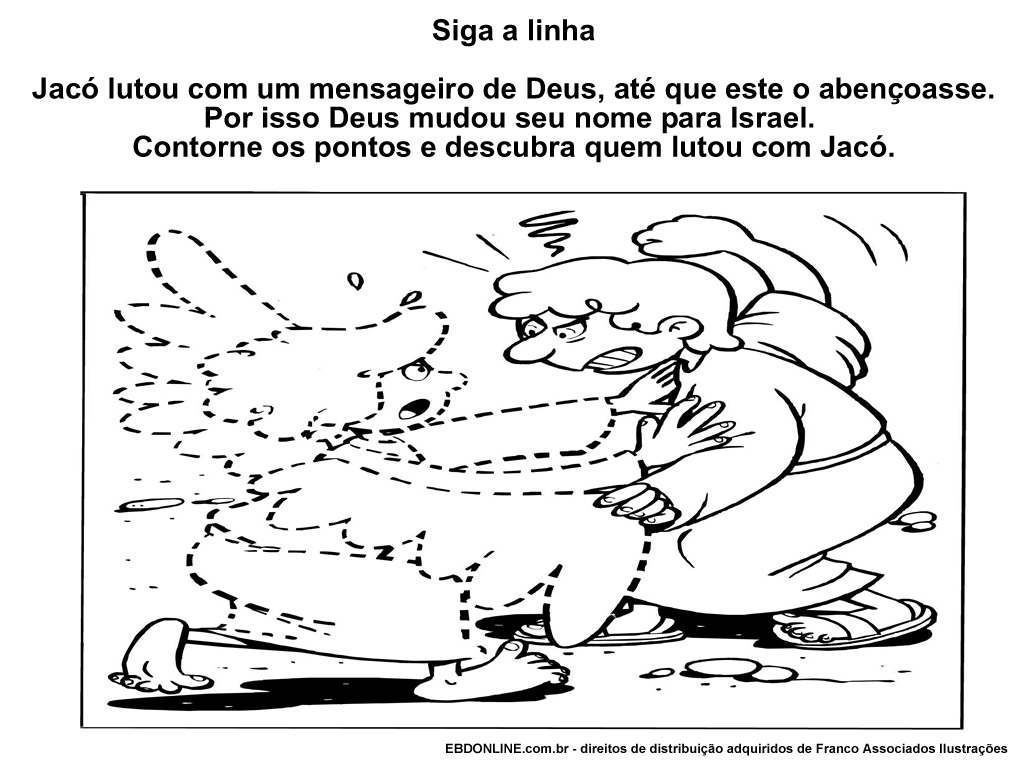 Siga a linha
Jacó lutou com um mensageiro de Deus, até que este o abençoasse.
Por isso Deus mudou seu nome para Israel.
Contorne os pontos e descubra quem lutou com Jacó.
EBDONLINE.com.br - direitos de distribuição adquiridos de Franco Associados Ilustrações